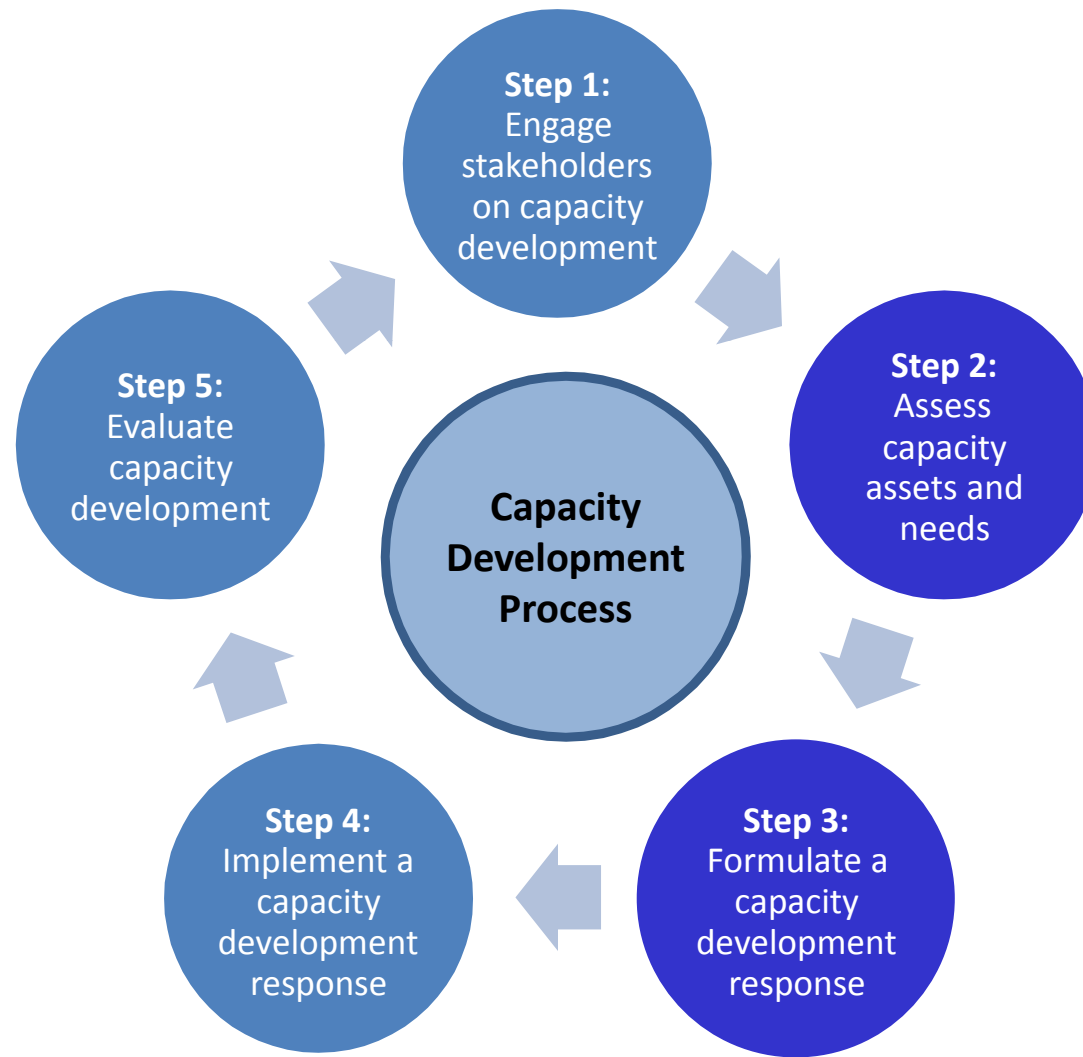 Step 1:
Engage
stakeholders
on capacity
development
Step 2:
Assess
capacity
assets and
needs
Step 3:
Formulate a
capacity
development
response
Step 4:
Implement a
capacity
development
response
Step 5:
Evaluate
capacity
development
Capacity
Development
Process